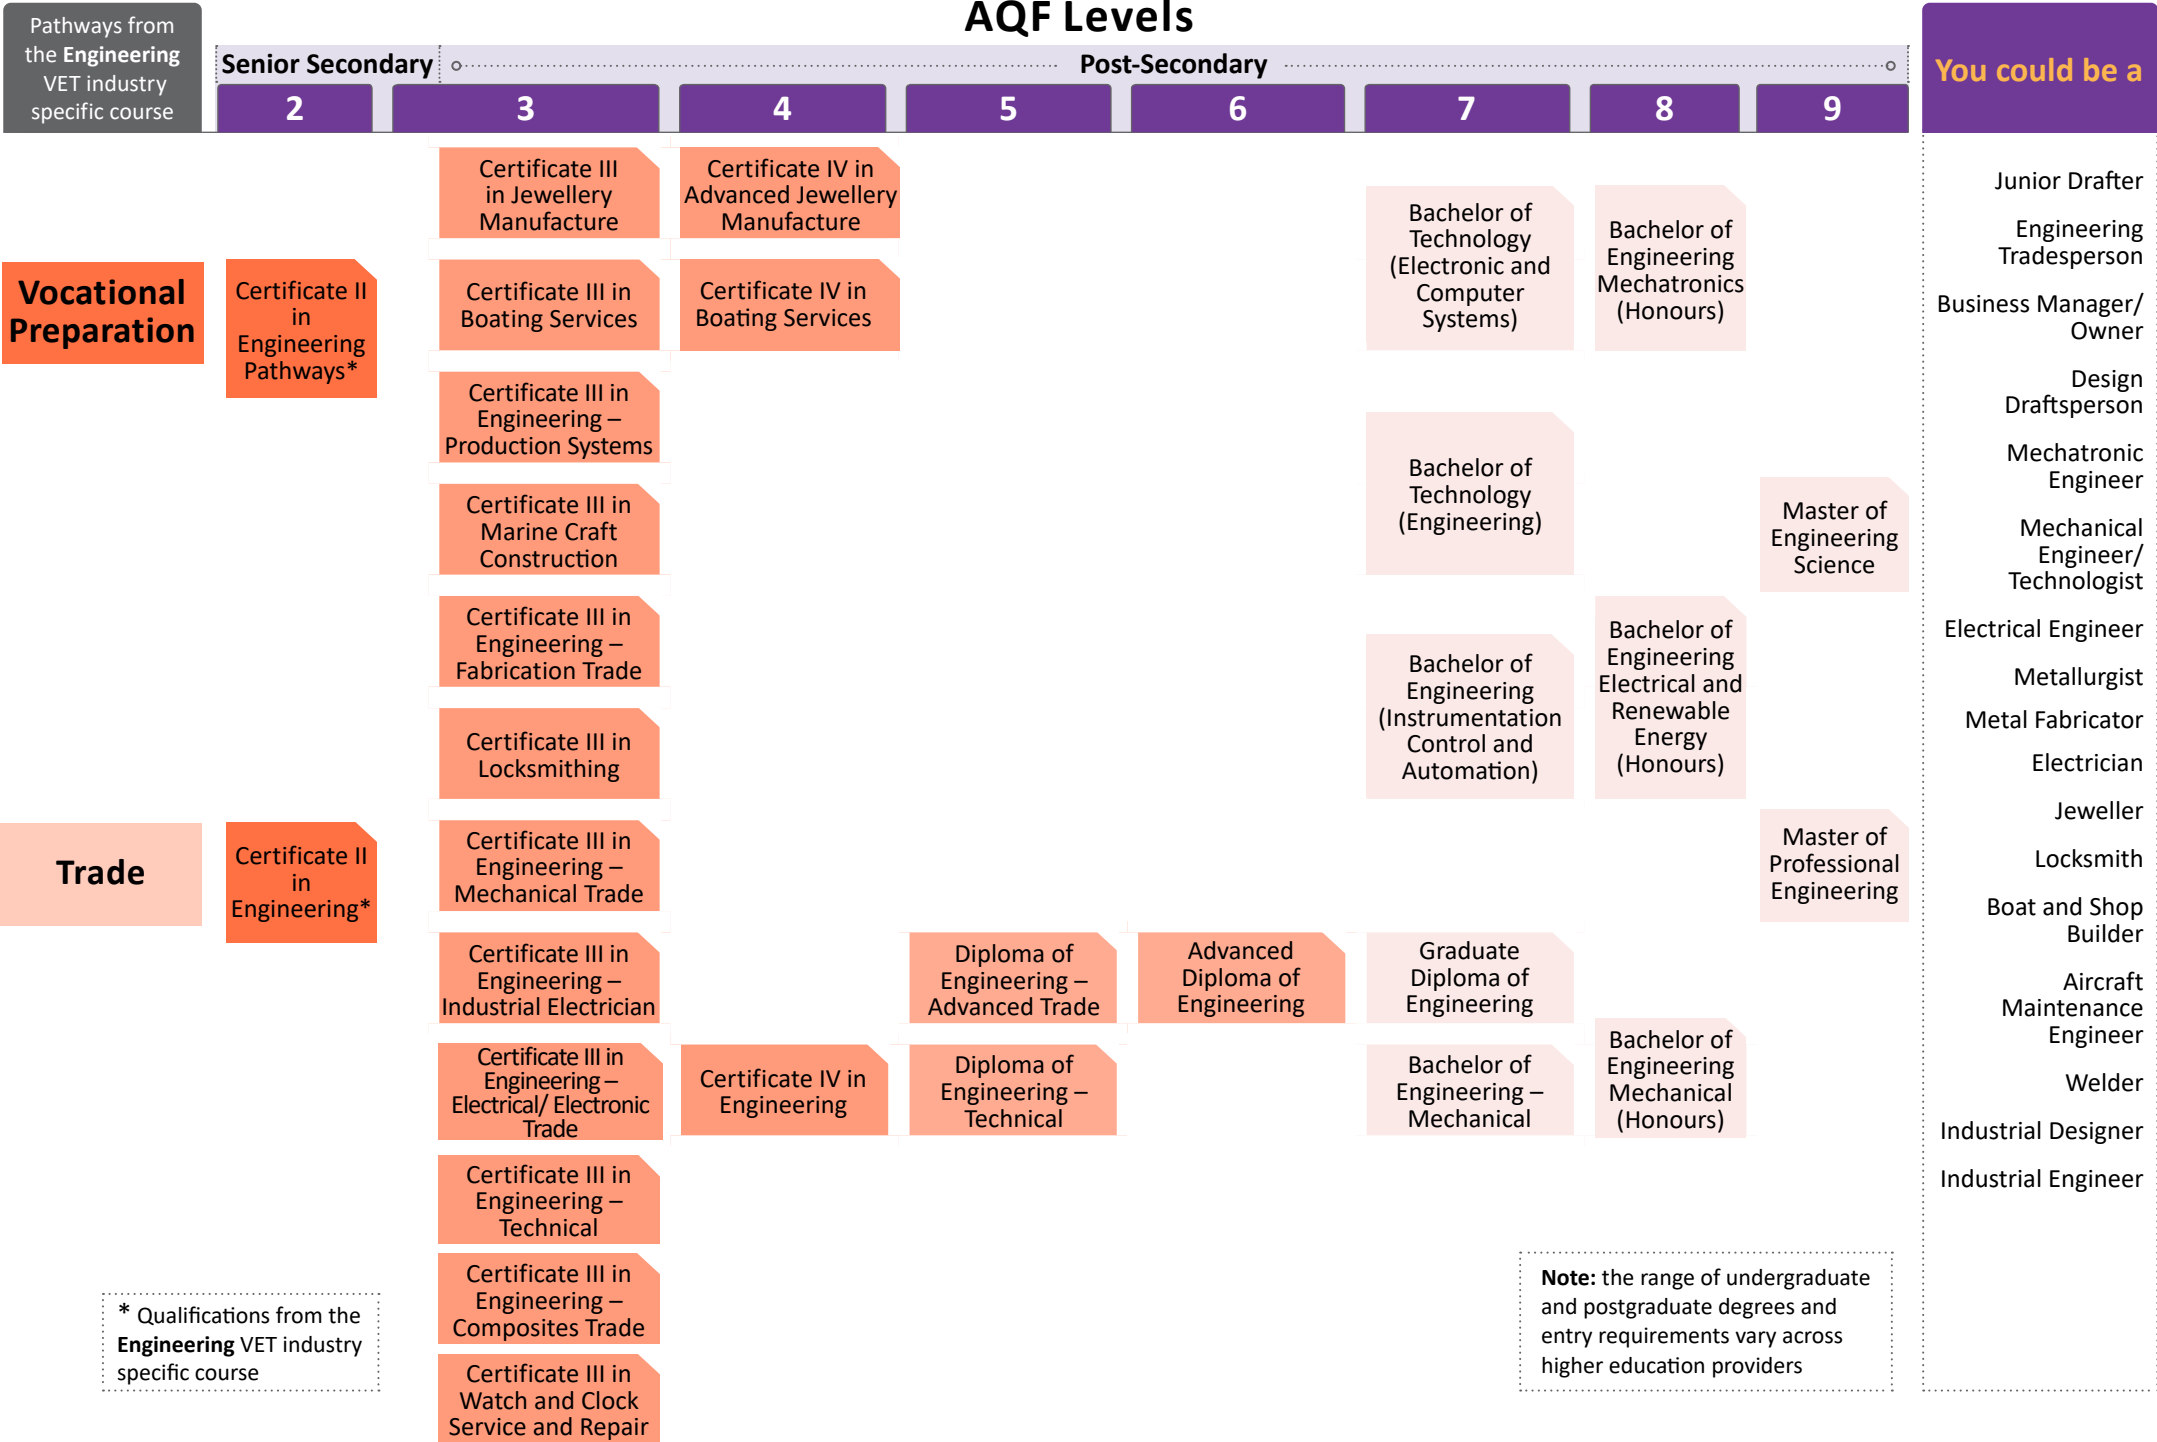 AQF Levels
Pathways from
the Engineering
VET industry
specific course
Senior Secondary
Post-Secondary
You could be a
2
3
4
5
6
7
8
9
Vocational
Preparation
Certificate II
in
Engineering
Pathways*
Trade
Certificate II
in
Engineering*
Certificate III
in Jewellery
Manufacture
Certificate III in
Boating Services
Certificate III in
Engineering –
Production Systems
Certificate III in
Marine Craft
Construction
Certificate III in
Engineering –
Fabrication Trade
Certificate III in
Locksmithing
Certificate III in
Engineering –
Mechanical Trade
Certificate III in
Engineering –
Industrial Electrician
Certificate III in
Engineering –
Electrical/ Electronic
Trade
Certificate III in
Engineering –
Technical
Certificate III in
Engineering –
Composites Trade
Certificate III in
Watch and Clock
Service and Repair
Certificate IV in
Advanced Jewellery
Manufacture
Certificate IV in
Boating Services
Certificate IV in
Engineering
Diploma of
Engineering –
Advanced Trade
Diploma of
Engineering –
Technical
Advanced
Diploma of
Engineering
Bachelor of
Technology
(Electronic and
Computer
Systems)
Bachelor of
Technology
(Engineering)
Bachelor of
Engineering
(Instrumentation
Control and
Automation)
Graduate
Diploma of
Engineering
Bachelor of
Engineering –
Mechanical
Bachelor of
Engineering
Mechatronics
(Honours)
Bachelor of
Engineering
Electrical and
Renewable
Energy
(Honours)
Bachelor of
Engineering
Mechanical
(Honours)
Master of
Engineering
Science
Master of
Professional
Engineering
Junior Drafter
Engineering
Tradesperson
Business Manager/
Owner
Design
Draftsperson
Mechatronic
Engineer
Mechanical
Engineer/
Technologist
Electrical Engineer
Metallurgist
Metal Fabricator
Electrician
Jeweller
Locksmith
Boat and Shop
Builder
Aircraft
Maintenance
Engineer
Welder
Industrial Designer
Industrial Engineer
* Qualifications from the
Engineering VET industry
specific course
Note: the range of undergraduate
and postgraduate degrees and
entry requirements vary across
higher education providers